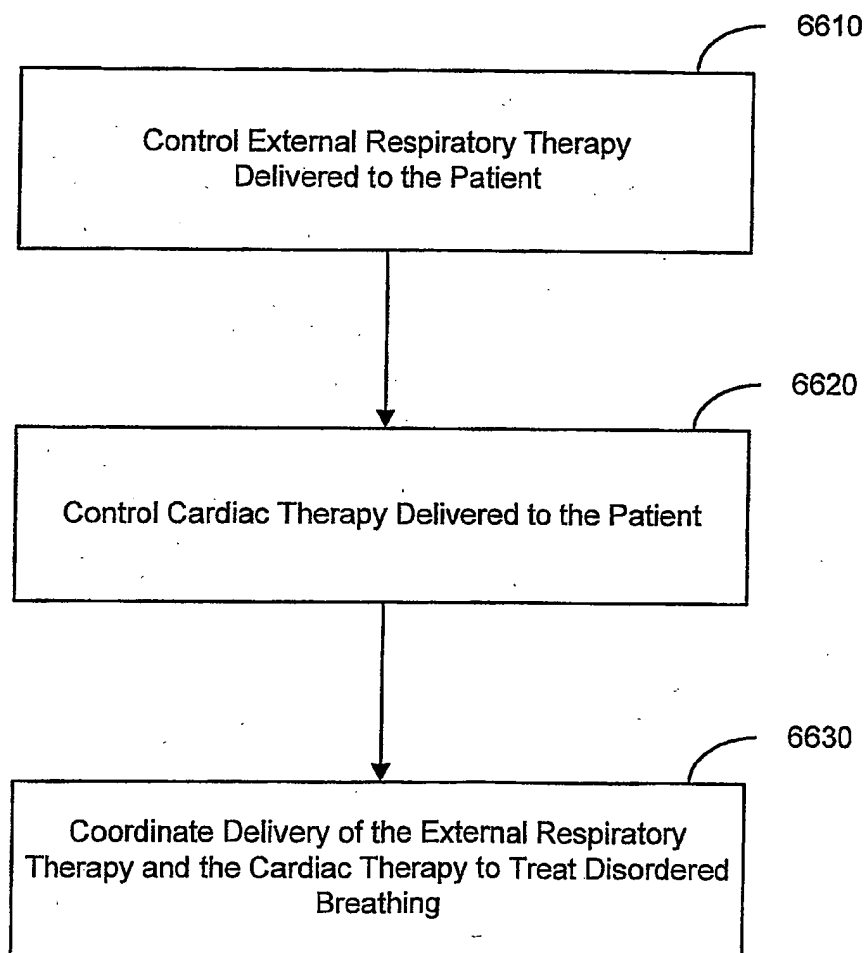 6610
Control External Respiratory Therapy
Delivered to the Patient
6620
Control Cardiac Therapy Delivered to the Patient
6630
Coordinate Delivery of the External Respiratory
Therapy and the Cardiac Therapy to Treat Disordered
Breathing